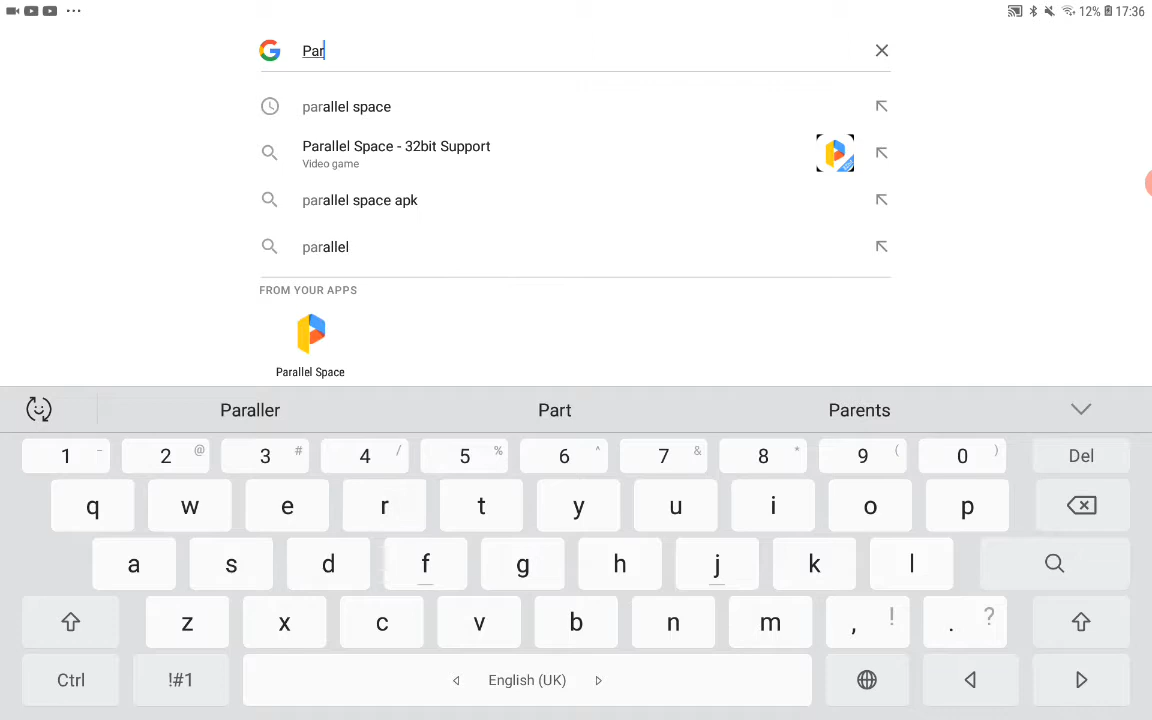 12% 17:36
Par
parallel space
Parallel Space - 32bit Support
Video game
parallel space apk
parallel
FROM YOUR APPS
Parallel Space
Paraller Part Parents
1 - 2 @ 3 # 4 / 5 % 6 ^ 7 & 8 * 9 ( 0 ) Del
q w e r t y u i o p
a s d f g h j k l
z x c v b n m , ! . ?
Ctrl !#1 English (UK)